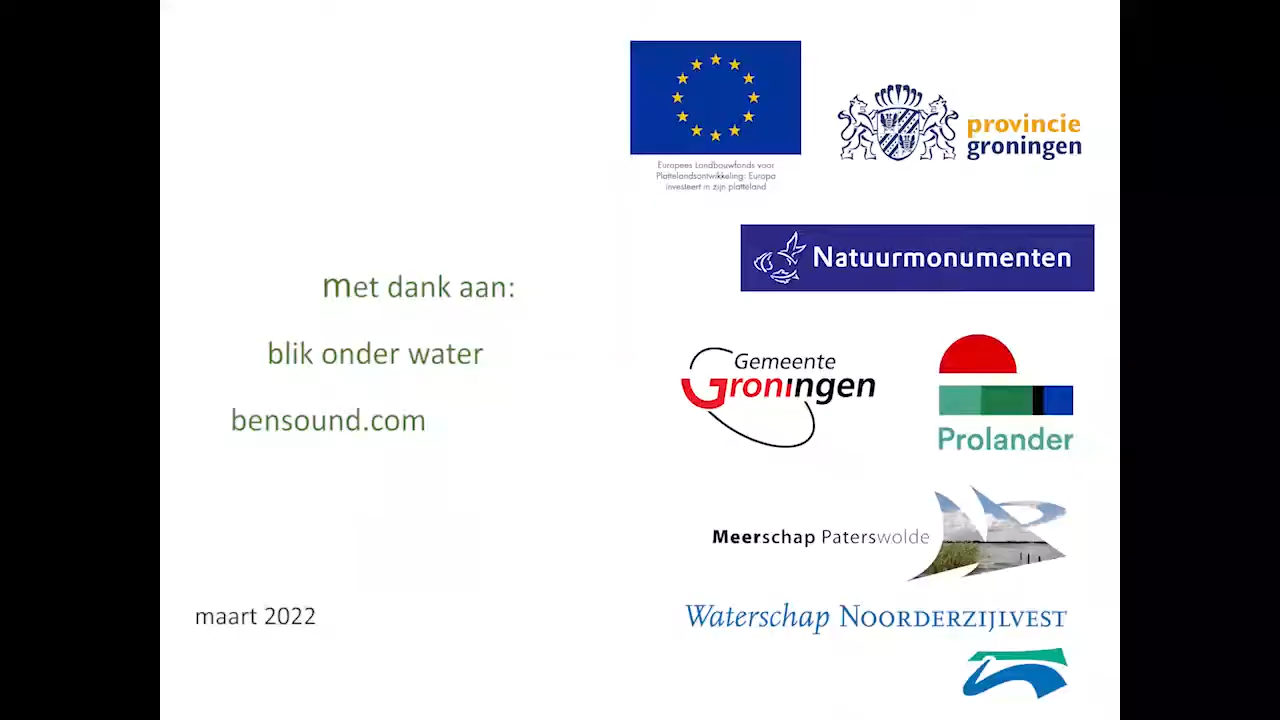 met dank aan:
blik onder water
bensound.com
maart 2022
Europees Landbouwfonds voor
Plattelandsontwikkeling: Europa
investeert in zijn platteland
provincie
groningen
Natuurmonumenten
Gemeente
Groningen
Prolander
Meerschap Paterswolde
Waterschap NOORDERZIJLVEST